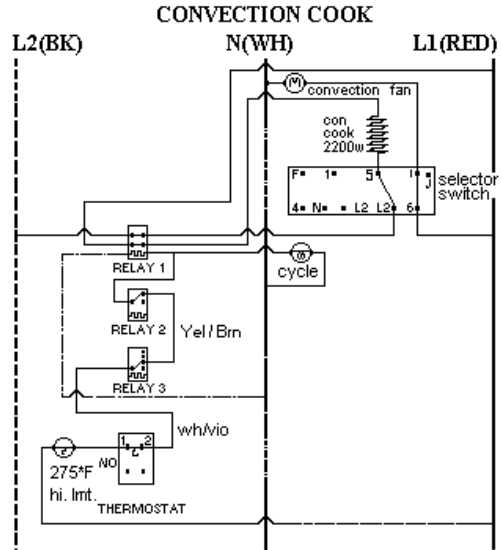 CONVECTION COOK
L2(BK) N(WH) L1(RED)
M convection fan
con
cook
2200w
F 1 5 I J selector
4 N L2 L2 6 switch
RELAY 1
cycle
RELAY 2 Yel/Brn
RELAY 3
wh/vio
1 2
NO
275*F
hi. lmt.
THERMOSTAT